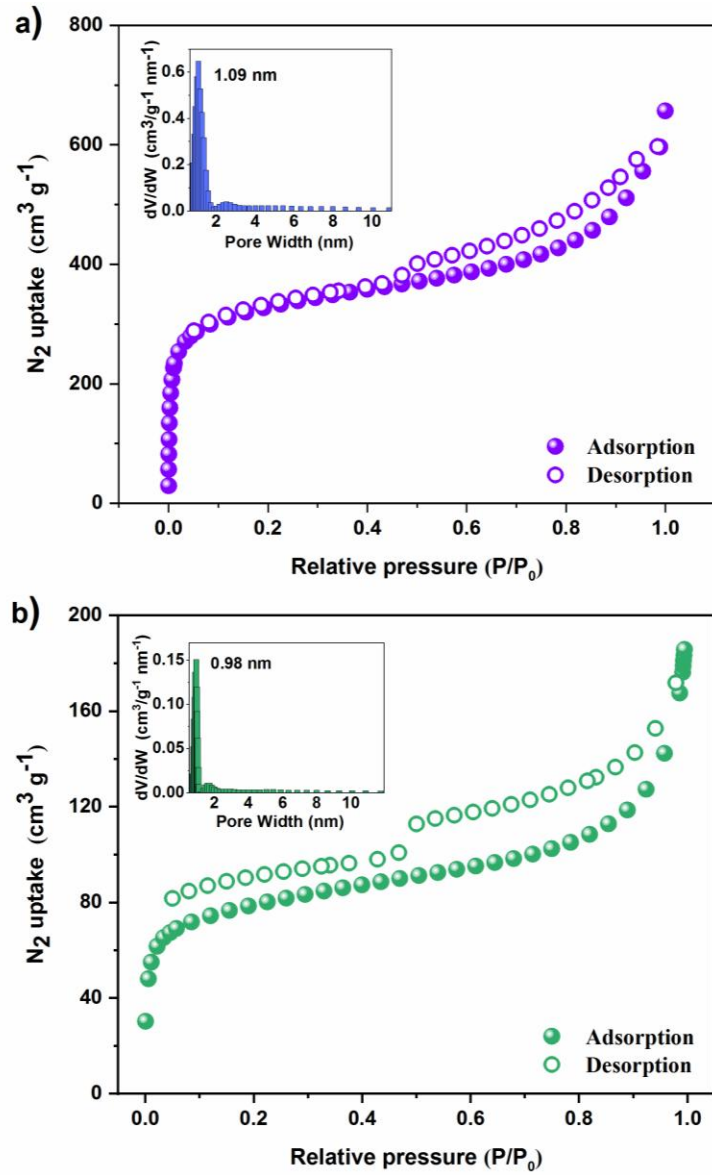 a)
800
600
400
200
0
N₂ uptake (cm³ g⁻¹)
0.6
0.4
0.2
0.0
dV/dW (cm3/g⁻¹ nm⁻¹)
1.09 nm
2 4 6 8 10
Pore Width (nm)
Adsorption
Desorption
0.0 0.2 0.4 0.6 0.8 1.0
Relative pressure (P/P₀)
b)
200
160
120
80
40
0
N₂ uptake (cm³ g⁻¹)
0.15
0.10
0.05
0.00
dV/dW (cm³/g⁻¹ nm⁻¹)
0.98 nm
2 4 6 8 10
Pore Width (nm)
Adsorption
Desorption
0.0 0.2 0.4 0.6 0.8 1.0
Relative pressure (P/P₀)